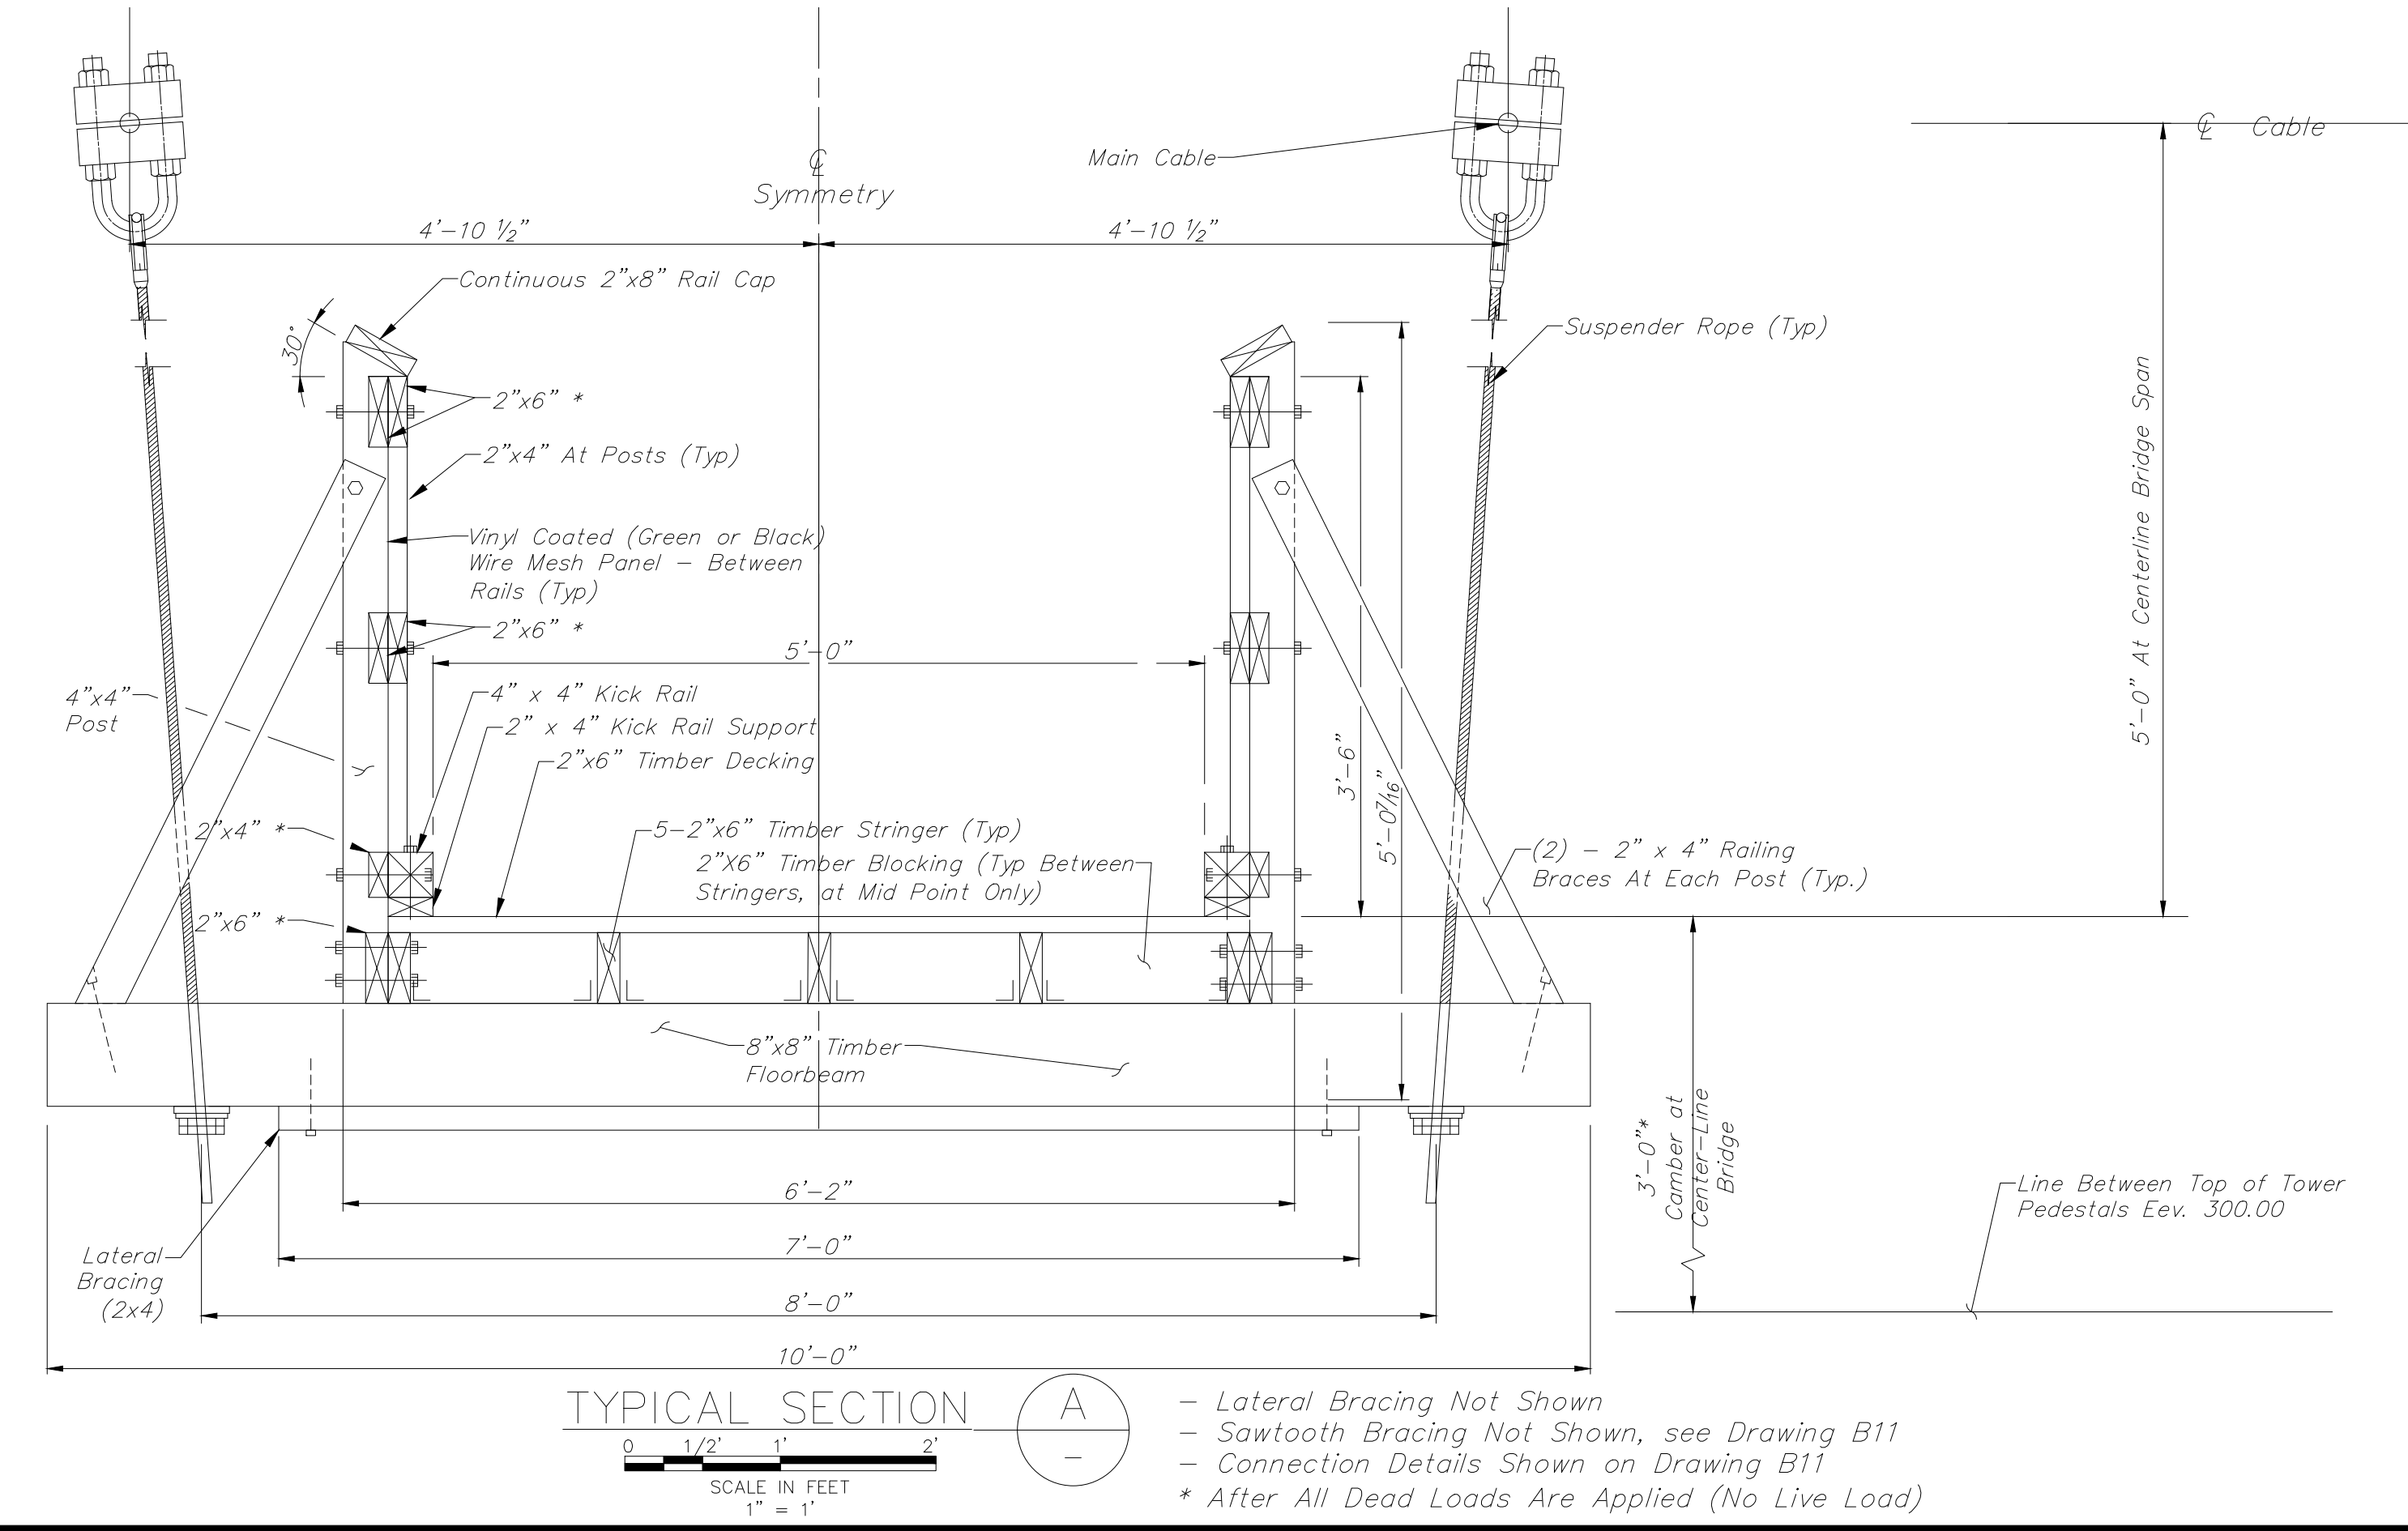 ℄
Symmetry
Main Cable
℄ Cable
4’-10 ½”
4’-10 ½”
Continuous 2”x8” Rail Cap
30°
Suspender Rope (Typ)
2”x6” *
2”x4” At Posts (Typ)
Vinyl Coated (Green or Black)
Wire Mesh Panel – Between
Rails (Typ)
2”x6” *
5’-0”
5’-0” At Centerline Bridge Span
4”x4”
Post
4” x 4” Kick Rail
2” x 4” Kick Rail Support
2”x6” Timber Decking
3’-6”
5’-0⁷⁄₁₆”
2”x4” *
5-2”x6” Timber Stringer (Typ)
2”X6” Timber Blocking (Typ Between
Stringers, at Mid Point Only)
(2) – 2” x 4” Railing
Braces At Each Post (Typ.)
2”x6” *
8”x8” Timber
Floorbeam
3’-0”*
Camber at
Center-Line
Bridge
6’-2”
Line Between Top of Tower
Pedestals Eev. 300.00
7’-0”
Lateral
Bracing
(2x4)
8’-0”
10’-0”
TYPICAL SECTION
A
–
0 1/2’ 1’ 2’
SCALE IN FEET
1” = 1’
– Lateral Bracing Not Shown
– Sawtooth Bracing Not Shown, see Drawing B11
– Connection Details Shown on Drawing B11
* After All Dead Loads Are Applied (No Live Load)